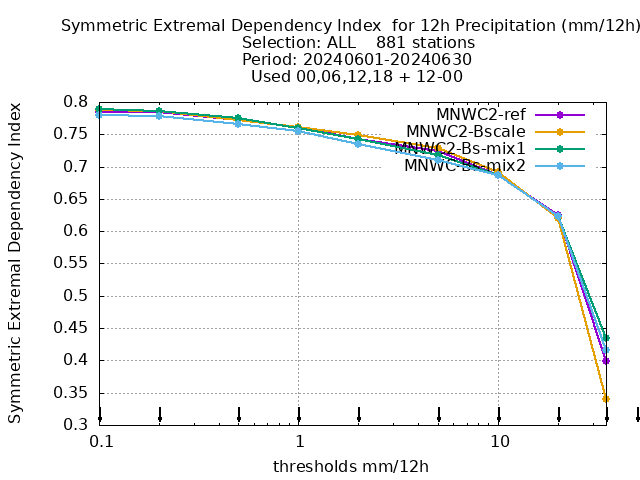 Symmetric Extremal Dependency Index  for 12h Precipitation (mm/12h)
Selection: ALL    881 stations
Period: 20240601-20240630
Used 00,06,12,18 + 12-00
Symmetric Extremal Dependency Index
0.8
0.75
0.7
0.65
0.6
0.55
0.5
0.45
0.4
0.35
0.3
MNWC2-ref
MNWC2-Bscale
MNWC2-Bs-mix1
MNWC-Bs-mix2
0.1
1
10
thresholds mm/12h